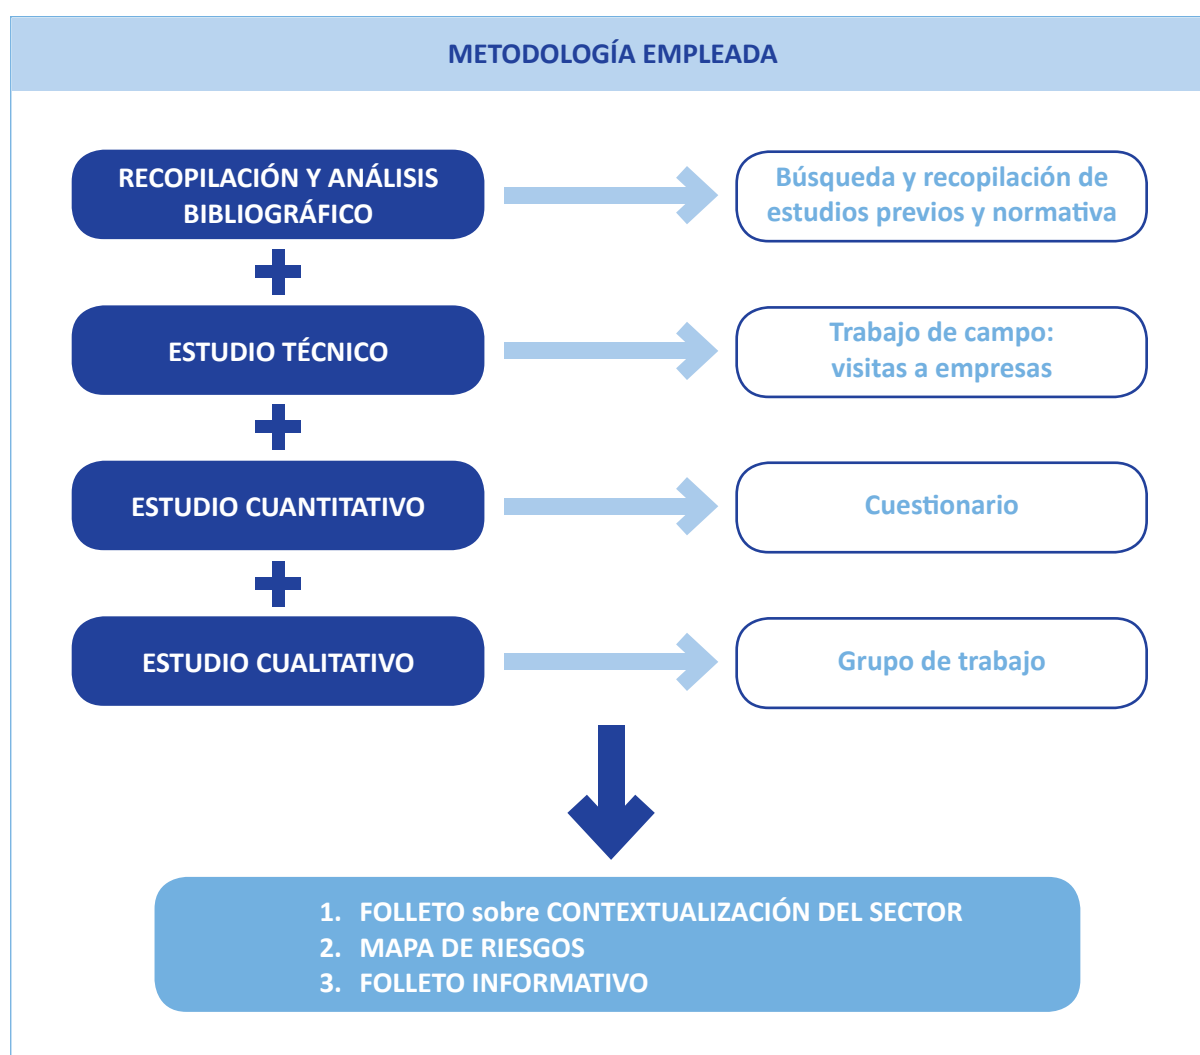 METODOLOGÍA EMPLEADA
RECOPILACIÓN Y ANÁLISIS
BIBLIOGRÁFICO
Búsqueda y recopilación de
estudios previos y normativa
ESTUDIO TÉCNICO
Trabajo de campo:
visitas a empresas
ESTUDIO CUANTITATIVO
Cuestionario
ESTUDIO CUALITATIVO
Grupo de trabajo
1. FOLLETO sobre CONTEXTUALIZACIÓN DEL SECTOR
2. MAPA DE RIESGOS
3. FOLLETO INFORMATIVO